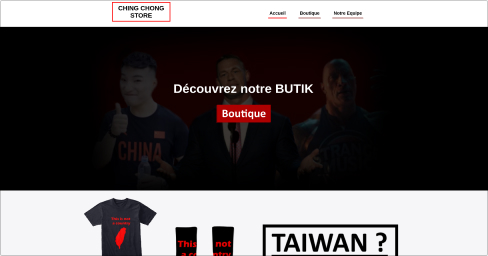 CHING CHONG
STORE
Accueil
Boutique
Notre Equipe
Découvrez notre BUTIK
CHINA
Boutique
This is not
a country
This is not
TAIWAN ?